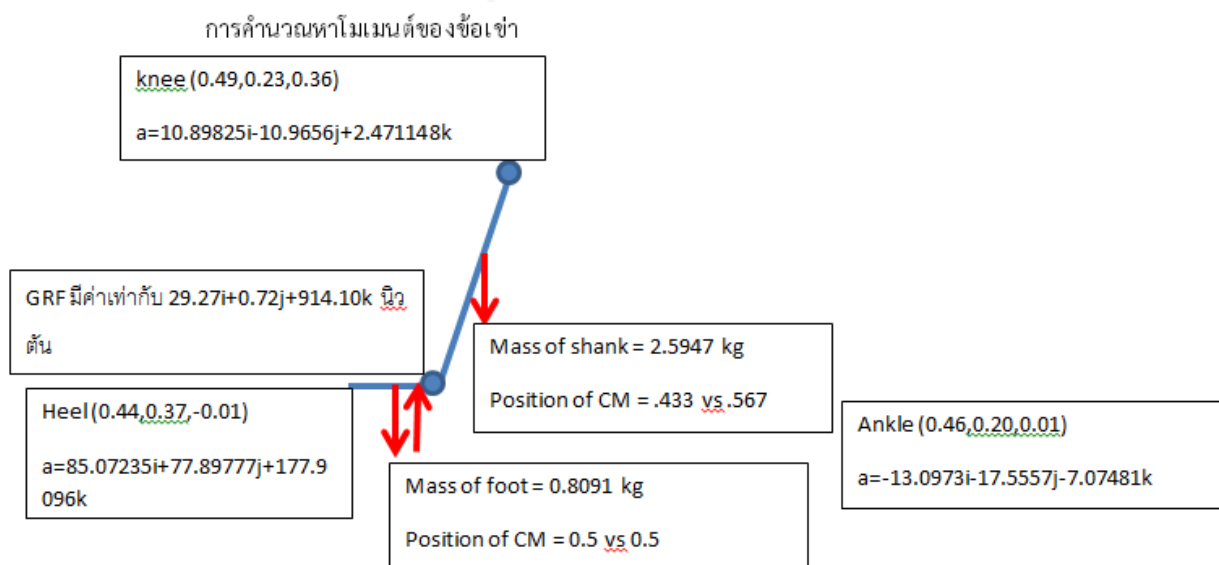 การคำนวณหาโมเมนต์ของข้อเข่า
knee (0.49,0.23,0.36)
a=10.89825i-10.9656j+2.471148k
GRF มีค่าเท่ากับ 29.27i+0.72j+914.10k นิว
ตัน
Heel (0.44,0.37,-0.01)
a=85.07235i+77.89777j+177.9
096k
Mass of shank = 2.5947 kg
Position of CM = .433 vs .567
Mass of foot = 0.8091 kg
Position of CM = 0.5 vs 0.5
Ankle (0.46,0.20,0.01)
a=-13.0973i-17.5557j-7.07481k